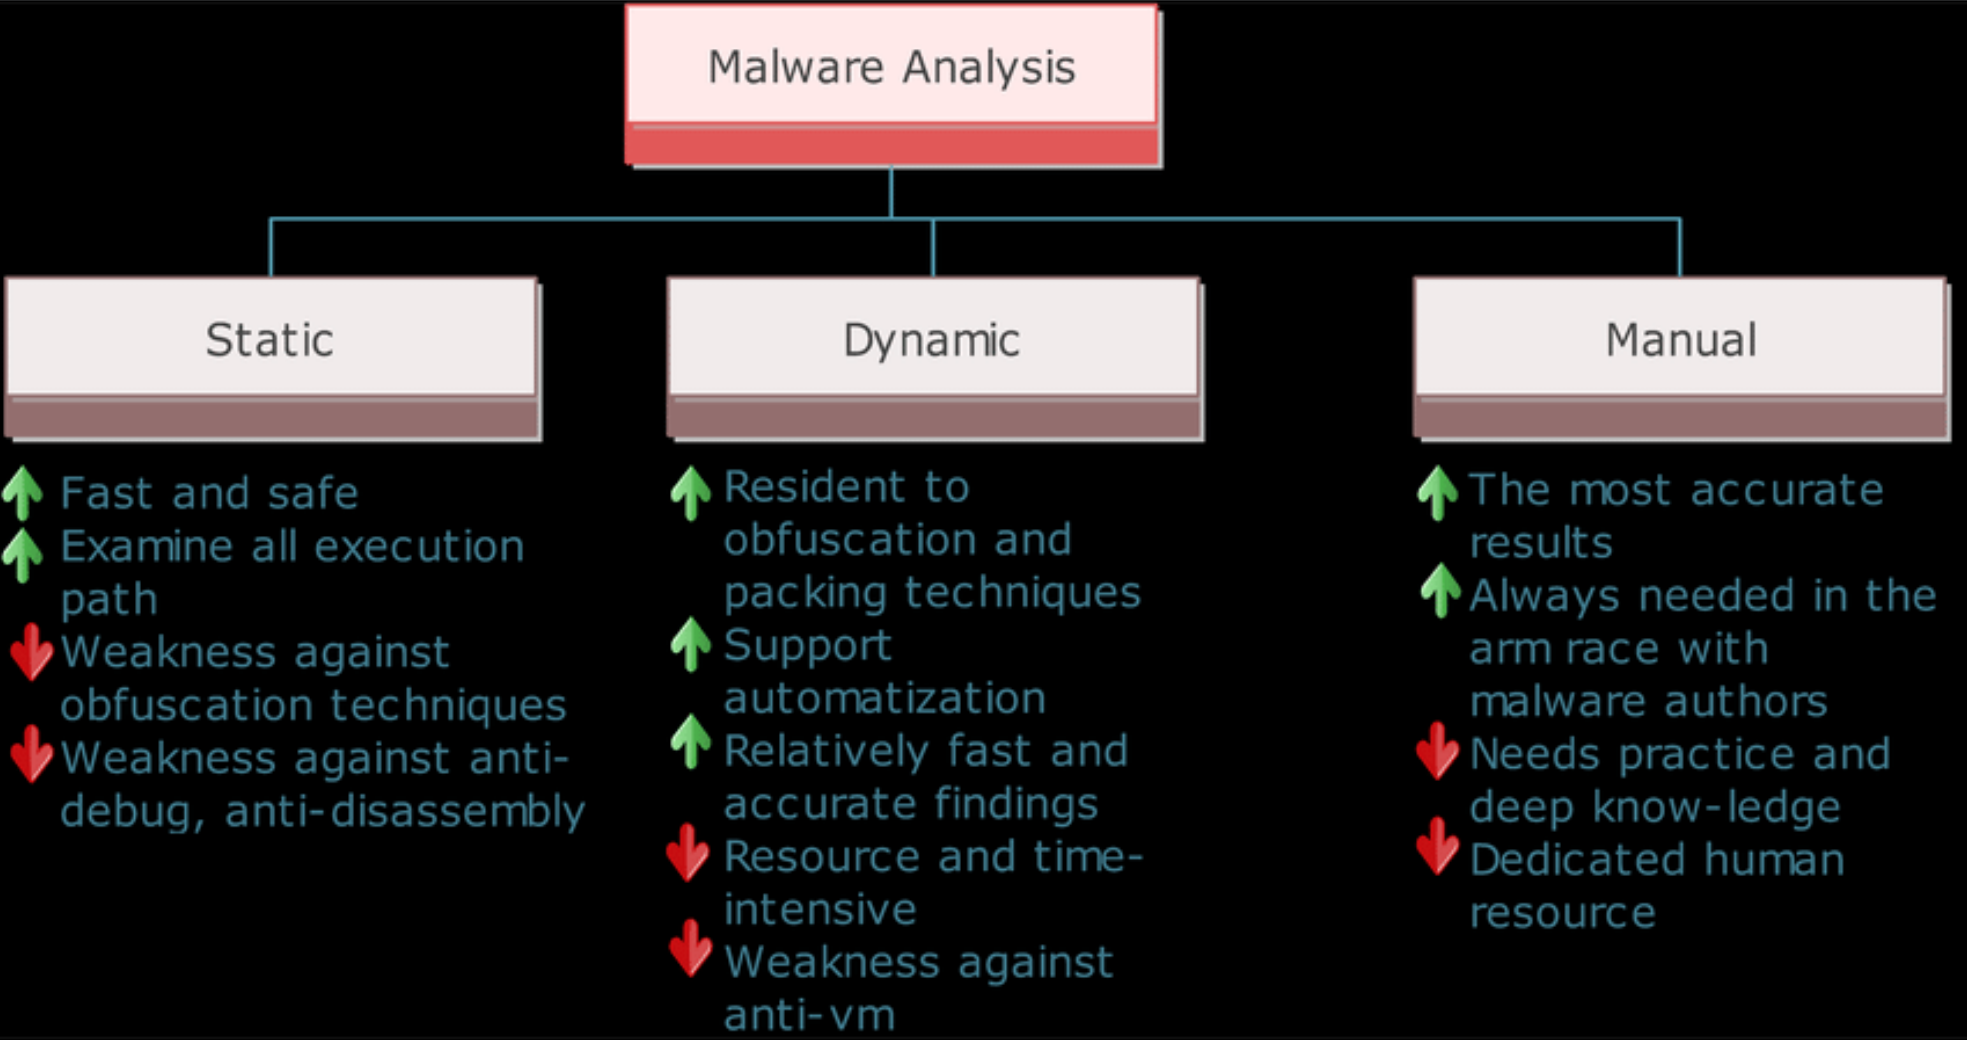 Malware Analysis
Static
Fast and safe
Examine all execution
path
Weakness against
obfuscation techniques
Weakness against anti-
debug, anti-disassembly
Dynamic
Resident to
obfuscation and
packing techniques
Support
automatization
Relatively fast and
accurate findings
Resource and time-
intensive
Weakness against
anti-vm
Manual
The most accurate
results
Always needed in the
arm race with
malware authors
Needs practice and
deep know-ledge
Dedicated human
resource